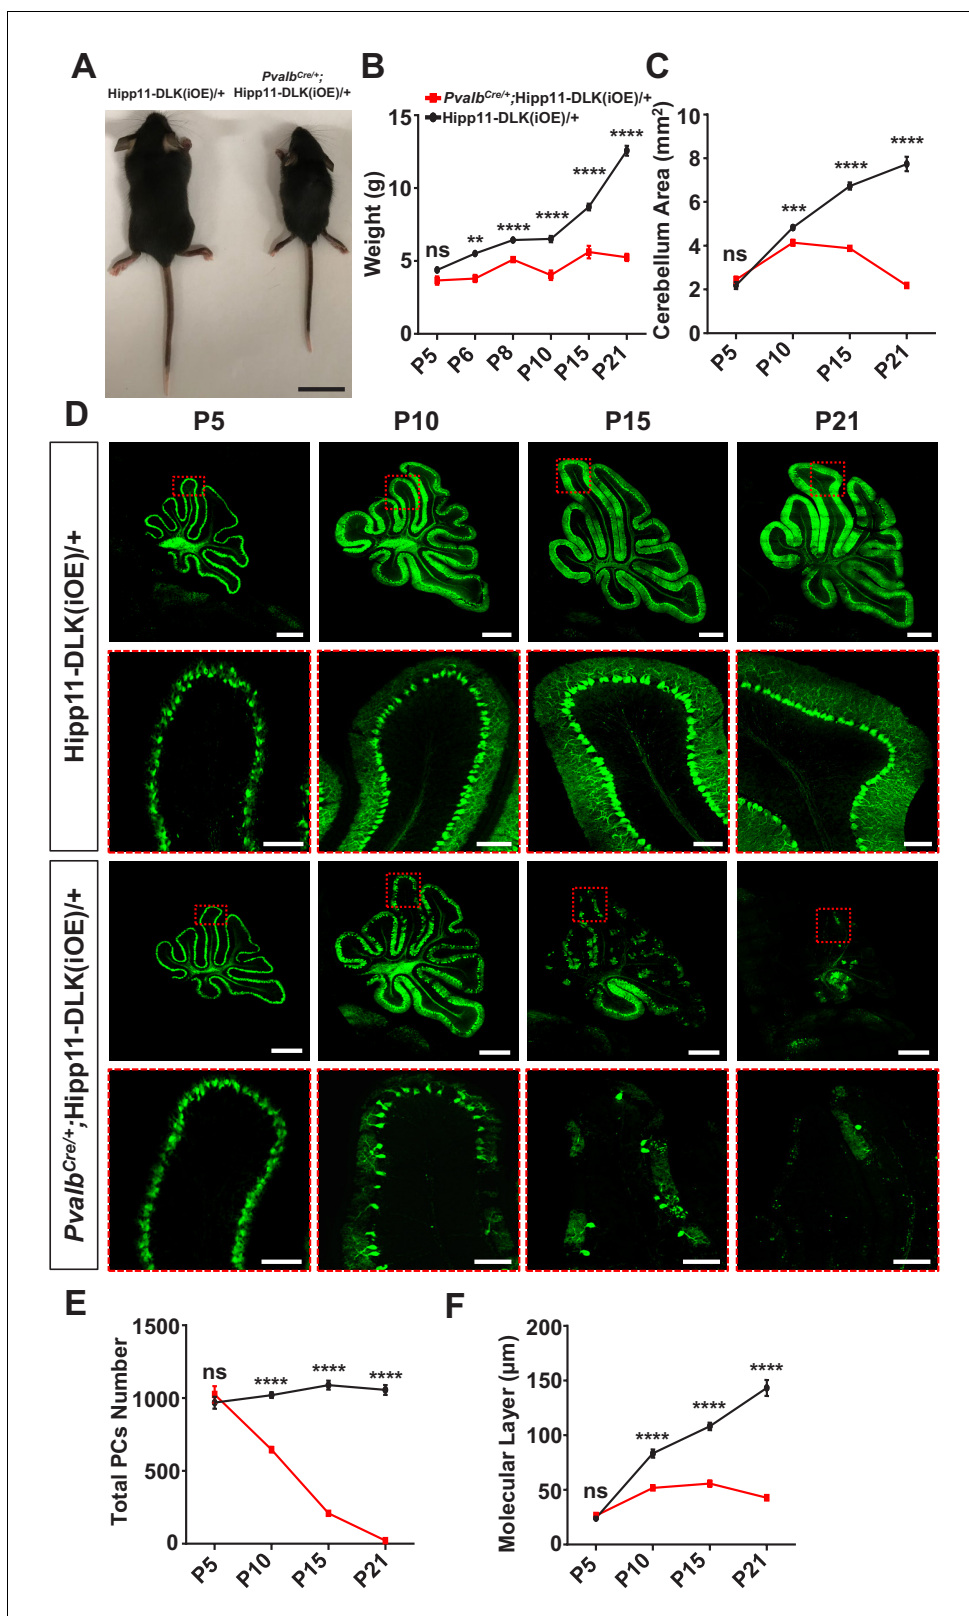 A
Hipp11-DLK(iOE)/+
Pvalb^Cre/+;
Hipp11-DLK(iOE)/+
B
Pvalb^Cre/+;Hipp11-DLK(iOE)/+
Hipp11-DLK(iOE)/+
Weight (g)
15
10
5
0
ns
**
****
****
****
****
P5
P6
P8
P10
P15
P21
C
Cerebellum Area (mm²)
10
8
6
4
2
0
ns
***
****
****
P5
P10
P15
P21
D
P5
P10
P15
P21
Hipp11-DLK(iOE)/+
Pvalb^Cre/+;Hipp11-DLK(iOE)/+
E
Total PCs Number
1500
1000
500
0
ns
****
****
****
P5
P10
P15
P21
F
Molecular Layer (μm)
200
150
100
50
0
ns
****
****
****
P5
P10
P15
P21